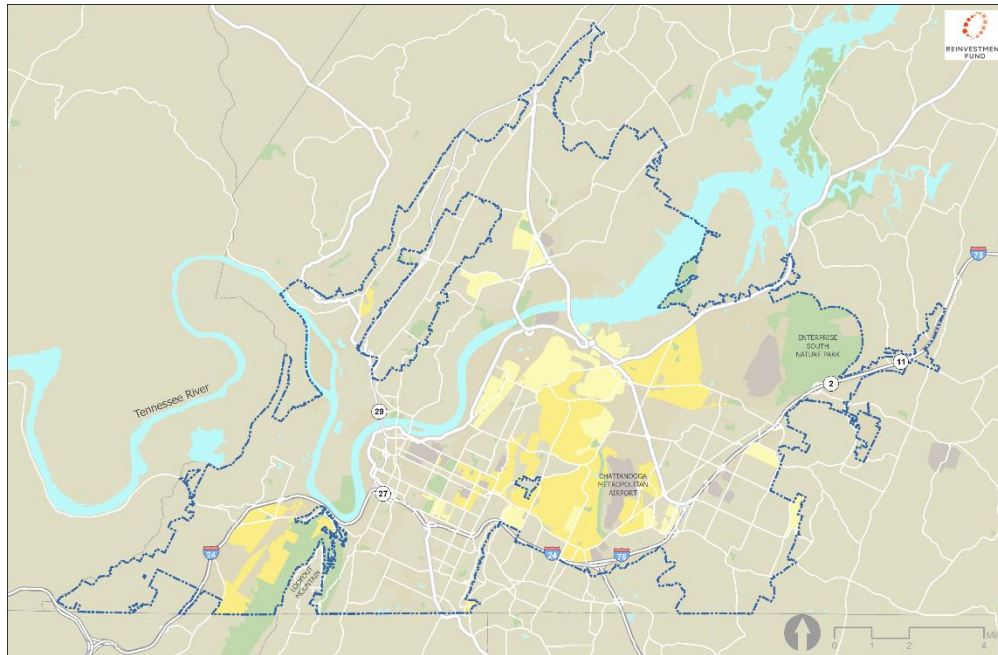 REINVESTMENT
FUND
75
ENTERPRISE
SOUTH
NATURE PARK
11
2
Tennessee River
29
CHATTANOOGA
METROPOLITAN
AIRPORT
27
24
75
24
LOOKOUT
MOUNTAIN
0 1 2 4
Mil